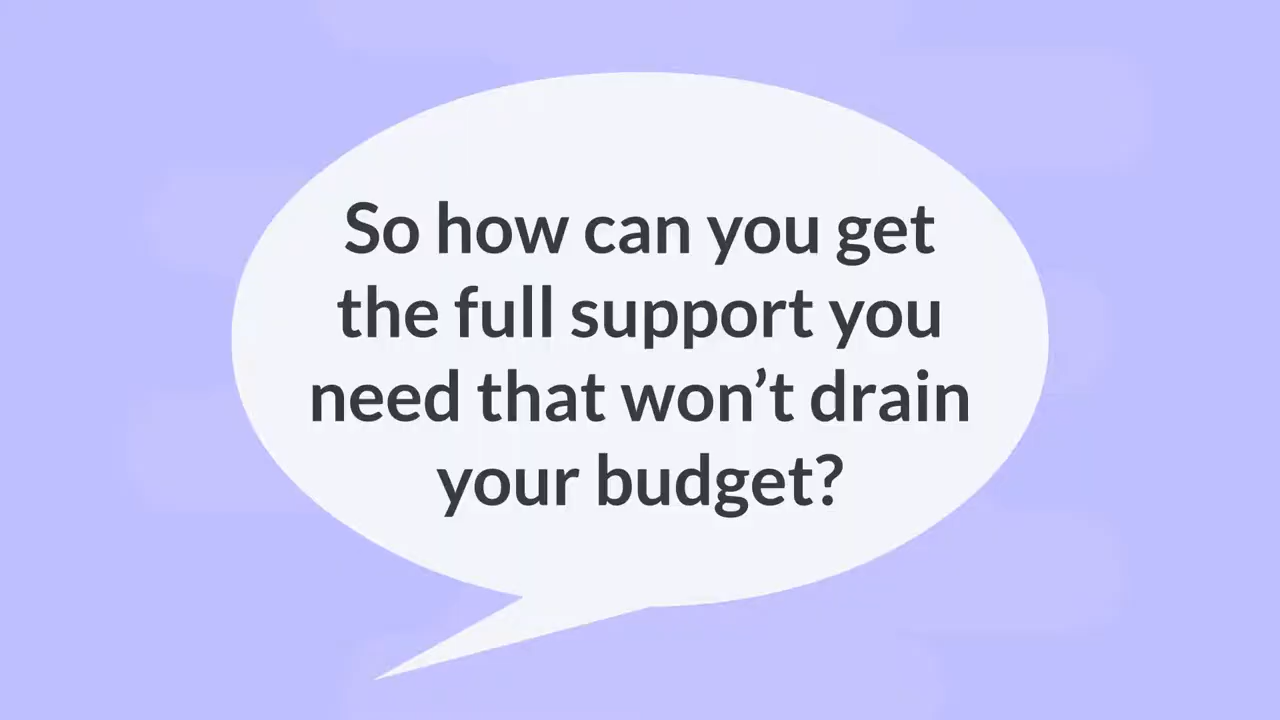 So how can you get
the full support you
need that won’t drain
your budget?